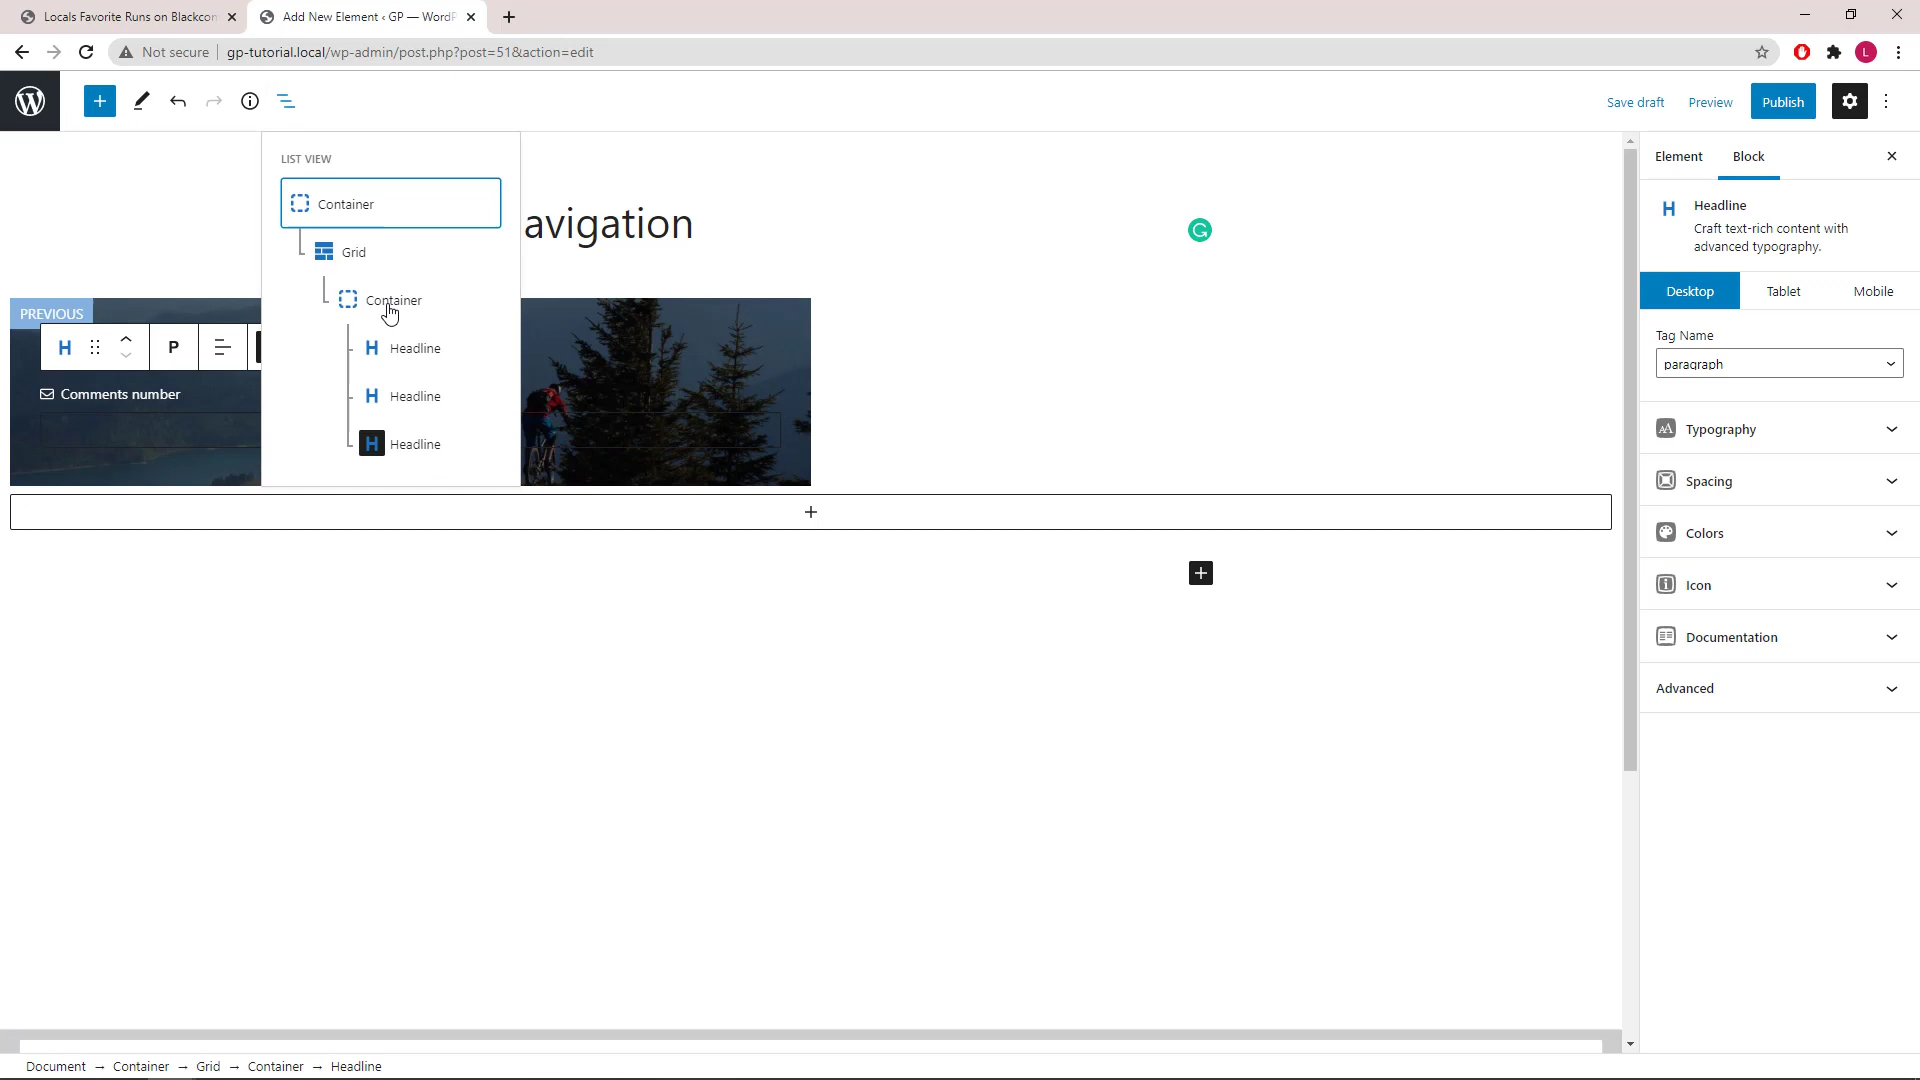 Locals Favorite Runs on Blackcom
Add New Element ‹ GP — WordP
Not secure
gp-tutorial.local/wp-admin/post.php?post=51&action=edit
L
Save draft
Preview
Publish
LIST VIEW
Container
Grid
Container
Headline
Headline
Headline
avigation
PREVIOUS
H
P
Comments number
Element
Block
Headline
Craft text-rich content with
advanced typography.
Desktop
Tablet
Mobile
Tag Name
paragraph
Typography
Spacing
Colors
Icon
Documentation
Advanced
Document → Container → Grid → Container → Headline